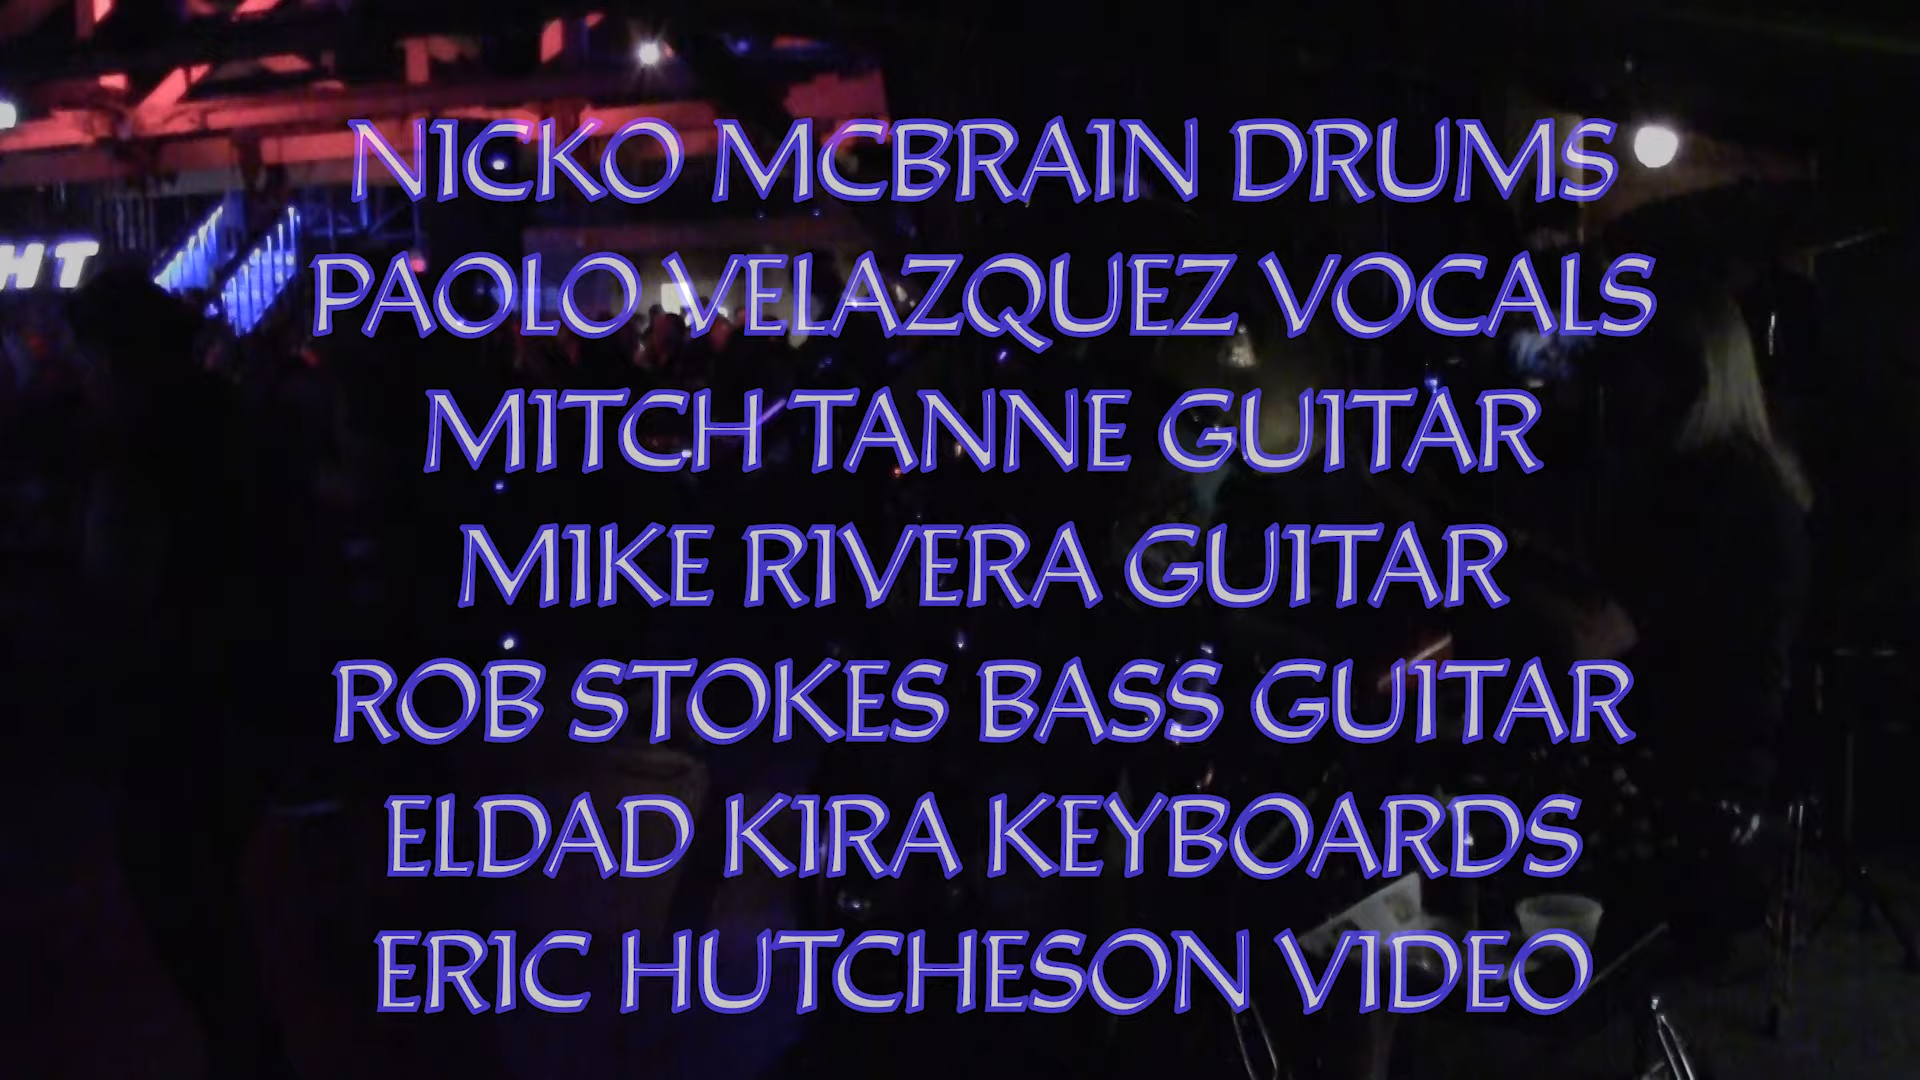 NICKO MCBRAIN DRUMS
HT
PAOLO VELAZQUEZ VOCALS
MITCH TANNE GUITAR
MIKE RIVERA GUITAR
ROB STOKES BASS GUITAR
ELDAD KIRA KEYBOARDS
ERIC HUTCHESON VIDEO